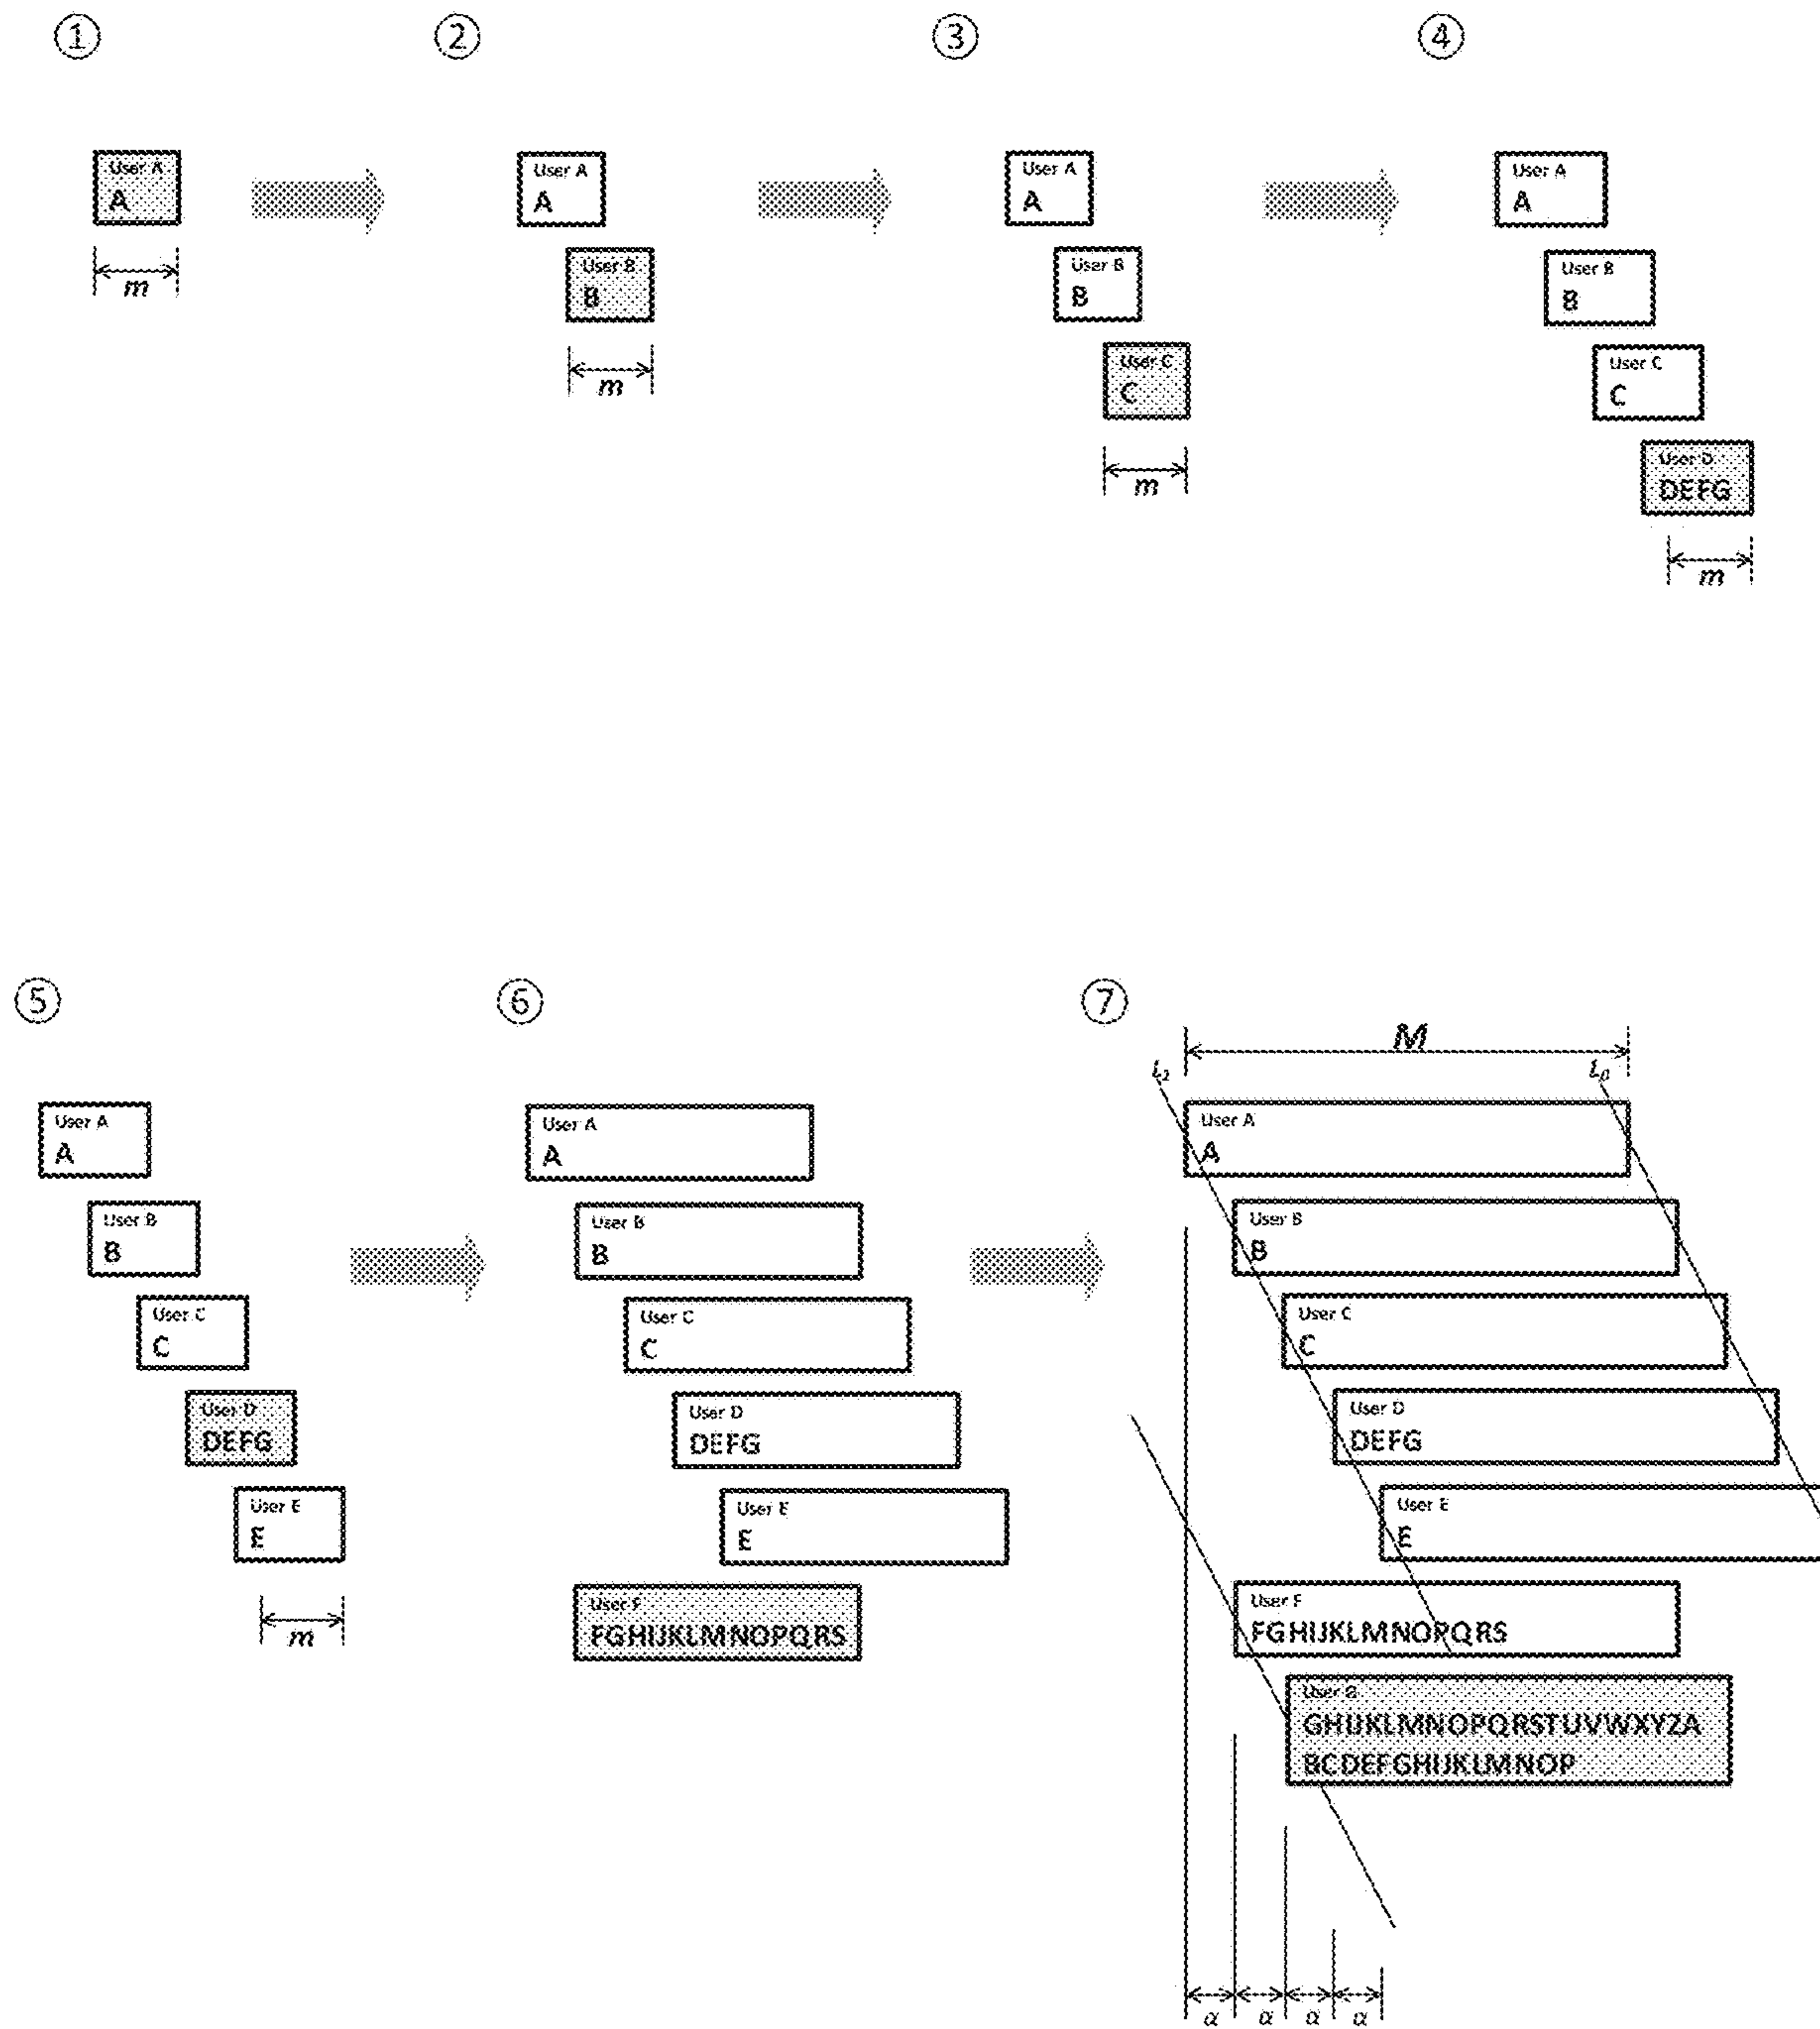 ①
②
③
④
User A
A
m
User A
A
User B
B
m
User A
A
User B
B
User C
C
m
User A
A
User B
B
User C
C
User D
DEFG
m
⑤
⑥
⑦
User A
A
User B
B
User C
C
User D
DEFG
User E
E
m
User A
A
User B
B
User C
C
User D
DEFG
User E
E
User F
FGHIJKLMNOPQRS
M
User A
A
User B
B
User C
C
User D
DEFG
User E
E
User F
FGHIJKLMNOPQRS
User G
GHIJKLMNOPQRSTUVWXYZA
BCDEFGHIJKLMNOP
α α α α